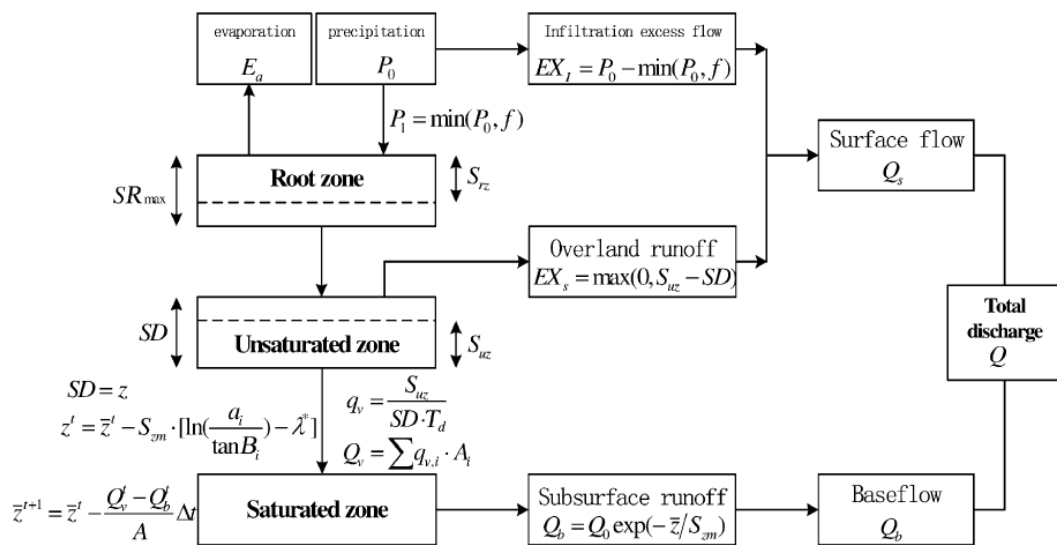 evaporation
E_a
precipitation
P_0
Infiltration excess flow
EX_I = P_0 − min(P_0, f)
P_1 = min(P_0, f)
Surface flow
Q_s
SR_max
Root zone
S_rz
Overland runoff
EX_s = max(0, S_uz − SD)
SD
Unsaturated zone
S_uz
Total
discharge
Q
SD = z
z^t = z̅^t − S_zm · [ln(a_i / tan B_i) − λ^*]
q_v = S_uz / (SD · T_d)
Q_v = ∑ q_{v,i} · A_i
z̅^{t+1} = z̅^t − (Q_v^t − Q_b^t) / A Δt
Saturated zone
Subsurface runoff
Q_b = Q_0 exp(− z̅ / S_zm)
Baseflow
Q_b